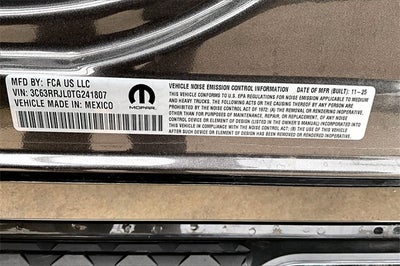 MFD BY: FCA US LLC
VIN: 3C63RRJL0TG241807
VEHICLE MADE IN: MEXICO
MOPAR
VEHICLE NOISE EMISSION CONTROL INFORMATION DATE OF MFR (BUILT): 11-25
THIS VEHICLE CONFORMS TO U.S. EPA REGULATIONS FOR NOISE EMISSION APPLICABLE TO MEDIUM
AND HEAVY TRUCKS. THE FOLLOWING ACTS OR THE CAUSING THEREOF BY ANY PERSON
ARE PROHIBITED BY THE NOISE CONTROL ACT OF 1972: (A) THE REMOVAL OR RENDERING INOPERATIVE,
OTHER THAN FOR PURPOSES OF MAINTENANCE, REPAIR, OR REPLACEMENT, OF ANY NOISE
CONTROL DEVICE OR ELEMENT OF DESIGN (LISTED IN THE OWNER'S MANUAL) INCORPORATED
INTO THIS VEHICLE IN COMPLIANCE WITH THE NOISE CONTROL ACT. (B) THE USE OF THIS VEHICLE
AFTER SUCH DEVICE OR ELEMENT OF DESIGN HAS BEEN REMOVED OR RENDERED INOPERATIVE.